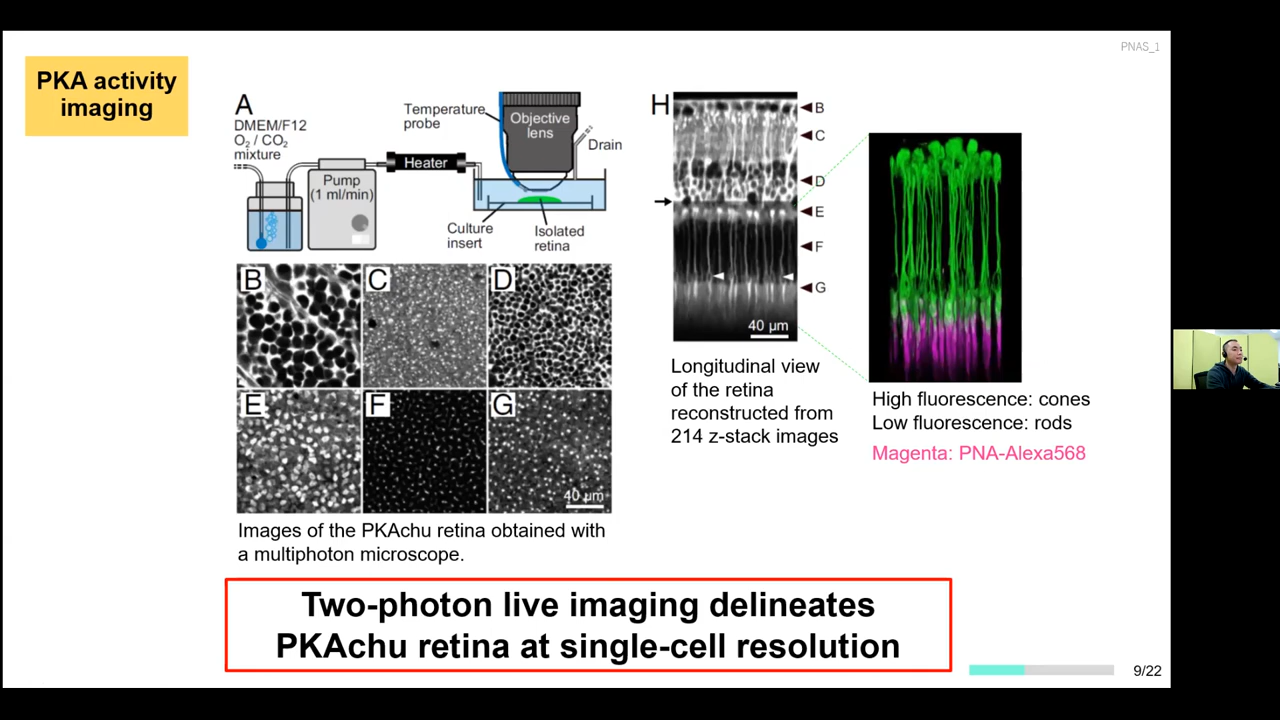 PNAS_1
PKA activity
imaging
A
DMEM/F12
O₂ / CO₂
mixture
Pump
(1 ml/min)
Heater
Temperature
probe
Objective
lens
Drain
Culture
insert
Isolated
retina
B
C
D
E
F
G
40 µm
Images of the PKAchu retina obtained with
a multiphoton microscope.
H
B
C
D
E
F
G
40 µm
Longitudinal view
of the retina
reconstructed from
214 z-stack images
High fluorescence: cones
Low fluorescence: rods
Magenta: PNA-Alexa568
Two-photon live imaging delineates
PKAchu retina at single-cell resolution
9/22